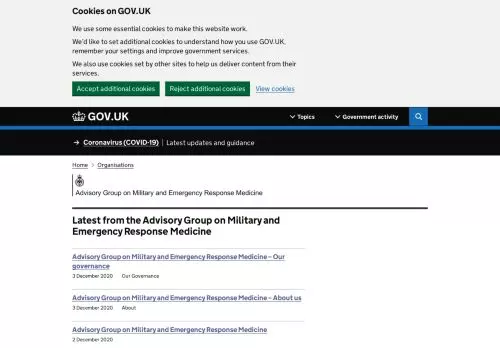 Cookies on GOV.UK
We use some essential cookies to make this website work.
We'd like to set additional cookies to understand how you use GOV.UK,
remember your settings and improve government services.
We also use cookies set by other sites to help us deliver content from their
services.
Accept additional cookies Reject additional cookies View cookies
GOV.UK Topics Government activity
→ Coronavirus (COVID-19) Latest updates and guidance
Home > Organisations
Advisory Group on Military and Emergency Response Medicine
Latest from the Advisory Group on Military and
Emergency Response Medicine
Advisory Group on Military and Emergency Response Medicine – Our
governance
3 December 2020 Our Governance
Advisory Group on Military and Emergency Response Medicine – About us
3 December 2020 About
Advisory Group on Military and Emergency Response Medicine
2 December 2020